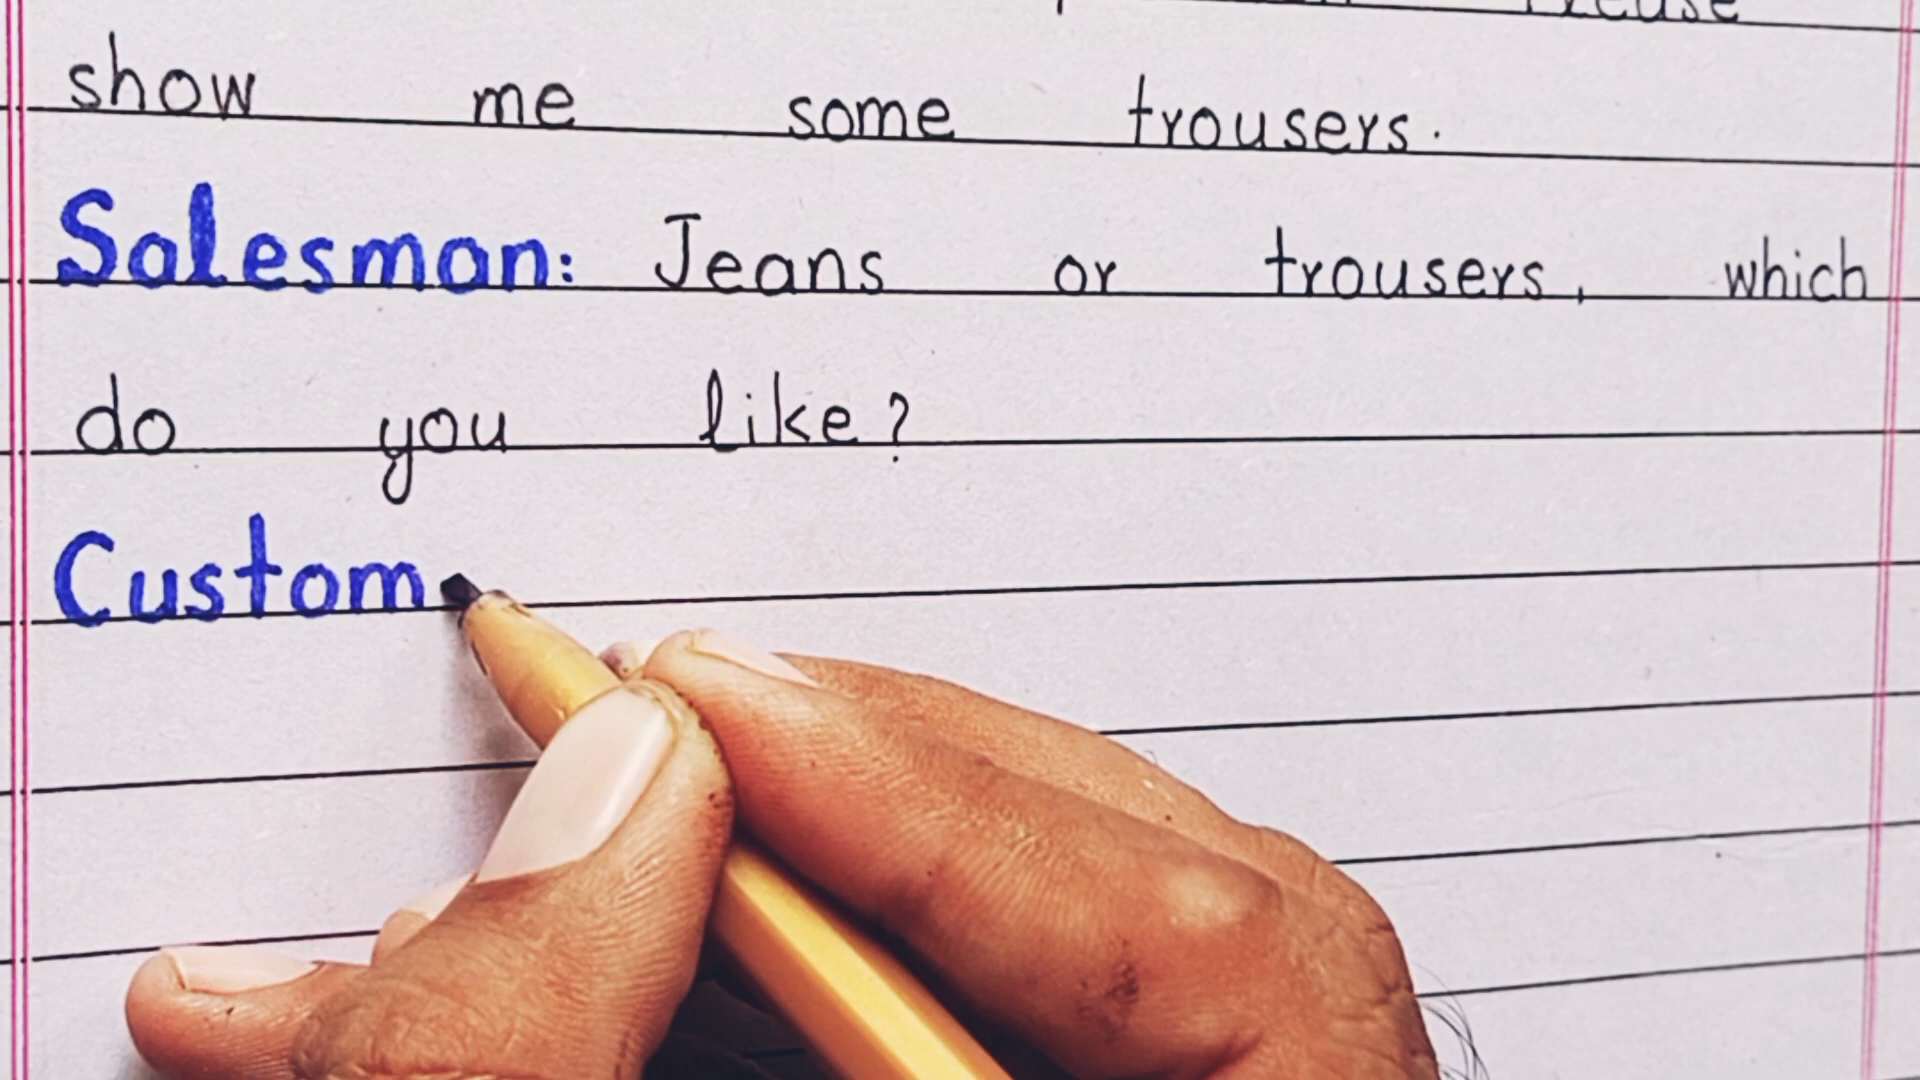 show me some trousers.
Salesman: Jeans or trousers, which
do you like?
Custom